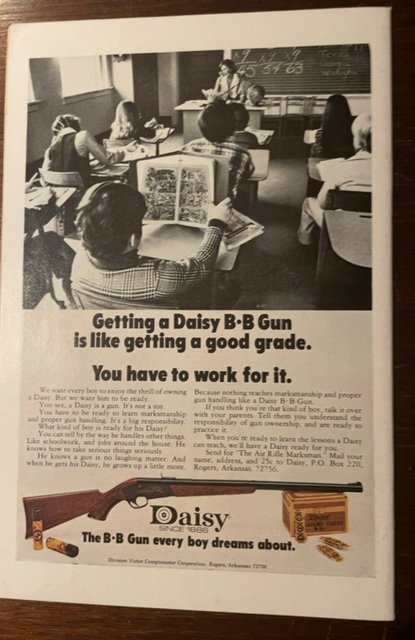 45 54 63
Getting a Daisy B·B Gun
is like getting a good grade.
You have to work for it.
We want every boy to enjoy the thrill of owning
a Daisy. But we want him to be ready.
You see, a Daisy is a gun. It's not a toy.
You have to be ready to learn marksmanship
and proper gun handling. It's a big responsibility.
What kind of boy is ready for his Daisy?
You can tell by the way he handles other things.
Like schoolwork, and jobs around the house. He
knows how to take serious things seriously.
He knows a gun is no laughing matter. And
when he gets his Daisy, he grows up a little more.
Because nothing teaches marksmanship and proper
gun handling like a Daisy B·B Gun.
If you think you're that kind of boy, talk it over
with your parents. Tell them you understand the
responsibility of gun ownership, and are ready to
practice it.
When you're ready to learn the lessons a Daisy
can teach, we'll have a Daisy ready for you.
Send for "The Air Rifle Marksman." Mail your
name, address, and 25¢ to Daisy, P.O. Box 220,
Rogers, Arkansas. 72756.
Daisy
SINCE 1886
The B·B Gun every boy dreams about.
Division Victor Comptometer Corporation, Rogers, Arkansas 72756